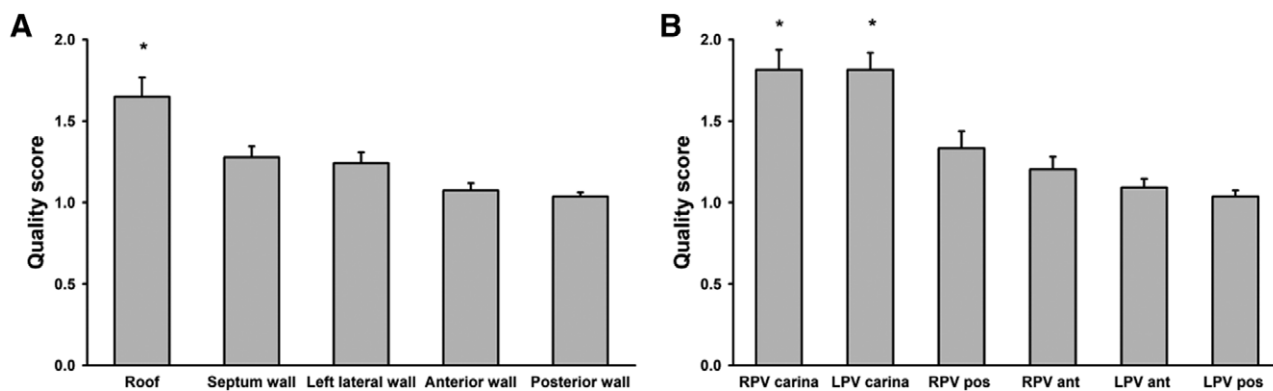 A
*
2.0
1.5
1.0
0.5
0.0
Quality score
Roof Septum wall Left lateral wall Anterior wall Posterior wall
B
* *
2.0
1.5
1.0
0.5
0.0
Quality score
RPV carina LPV carina RPV pos RPV ant LPV ant LPV pos